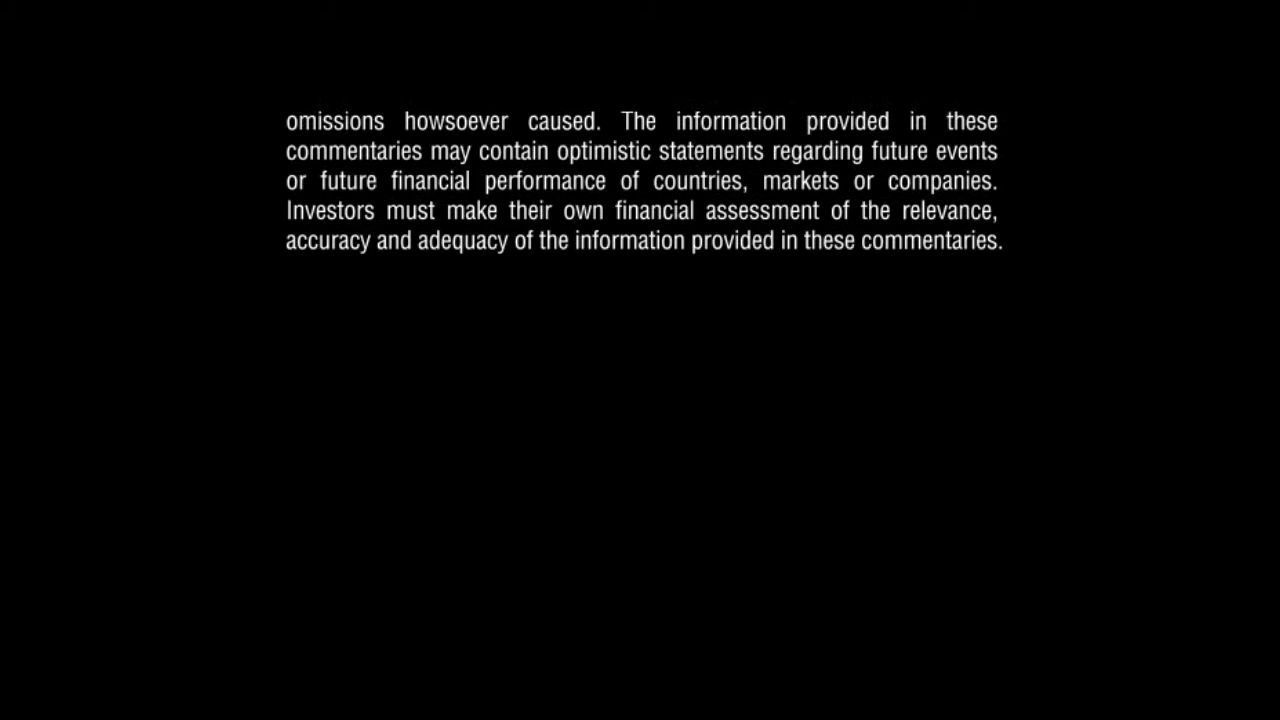 omissions howsoever caused. The information provided in these
commentaries may contain optimistic statements regarding future events
or future financial performance of countries, markets or companies.
Investors must make their own financial assessment of the relevance,
accuracy and adequacy of the information provided in these commentaries.